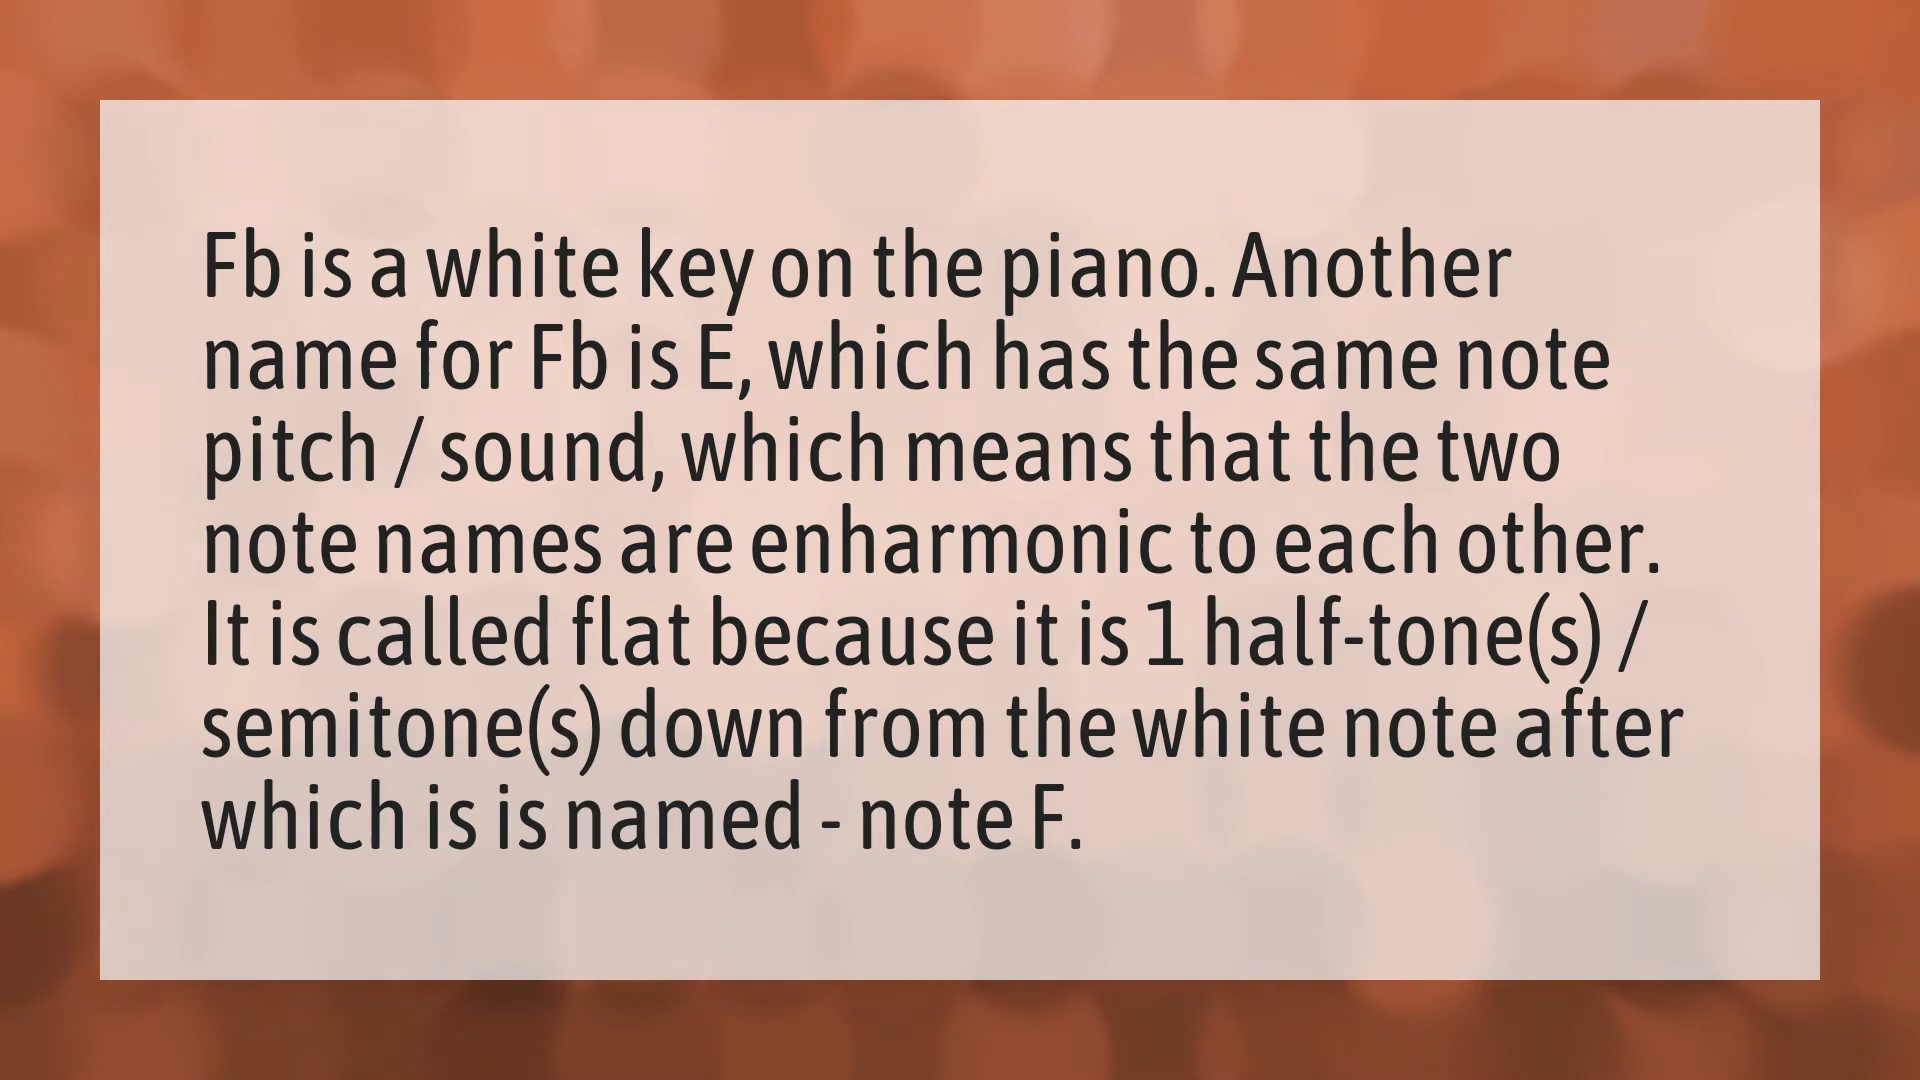 Fb is a white key on the piano. Another
name for Fb is E, which has the same note
pitch / sound, which means that the two
note names are enharmonic to each other.
It is called flat because it is 1 half-tone(s) /
semitone(s) down from the white note after
which is is named - note F.